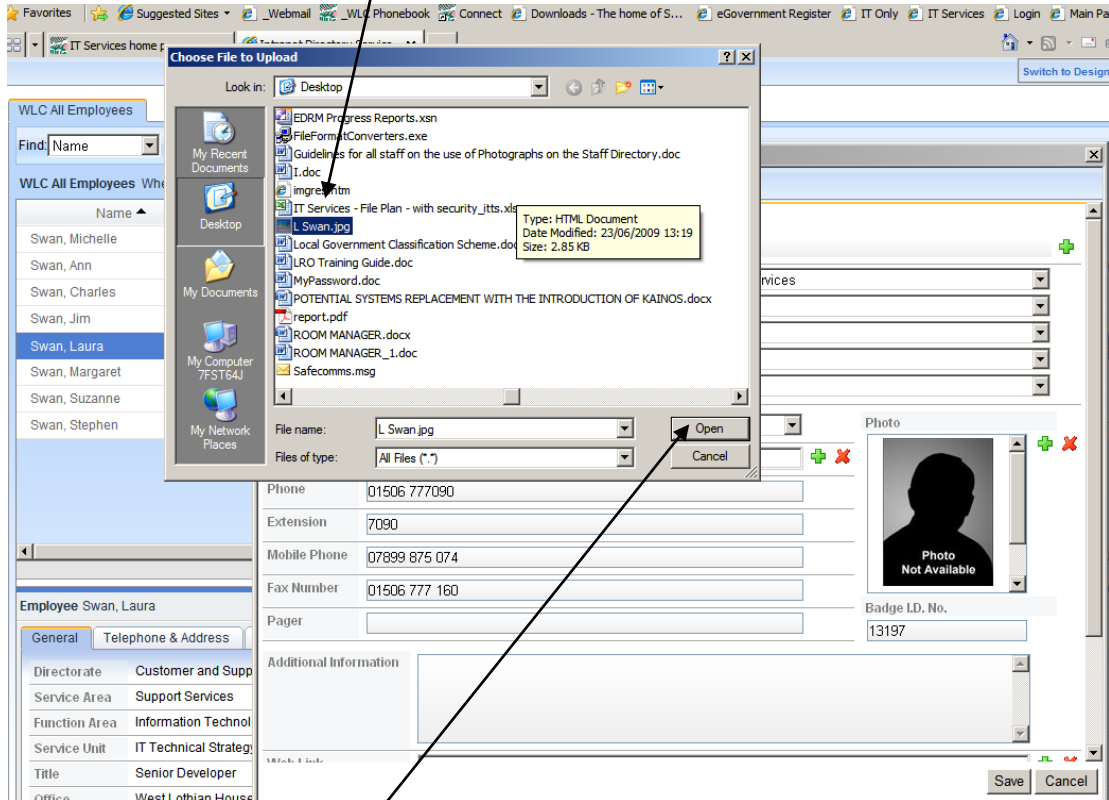 Favorites Suggested Sites _Webmail _WLC Phonebook Connect Downloads - The home of S... eGovernment Register IT Only IT Services Login Main Pa
IT Services home p
Switch to Design
Choose File to Upload
Look in: Desktop
My Recent Documents
Desktop
My Documents
My Computer 7FST64J
My Network Places
EDRM Progress Reports.xsn
FileFormatConverters.exe
Guidelines for all staff on the use of Photographs on the Staff Directory.doc
I.doc
imgres.htm
IT Services - File Plan - with security_itts.xls
L Swan.jpg
Local Government Classification Scheme.doc
LRO Training Guide.doc
MyPassword.doc
POTENTIAL SYSTEMS REPLACEMENT WITH THE INTRODUCTION OF KAINOS.docx
report.pdf
ROOM MANAGER.docx
ROOM MANAGER_1.doc
Safecomms.msg
Type: HTML Document
Date Modified: 23/06/2009 13:19
Size: 2.85 KB
File name: L Swan.jpg Open
Files of type: All Files (*.*) Cancel
WLC All Employees
Find: Name
WLC All Employees Whe
Name
Swan, Michelle
Swan, Ann
Swan, Charles
Swan, Jim
Swan, Laura
Swan, Margaret
Swan, Suzanne
Swan, Stephen
rvices
Phone 01506 777090
Extension 7090
Mobile Phone 07899 875 074
Fax Number 01506 777 160
Pager
Additional Information
Photo
Photo
Not Available
Badge I.D. No.
13197
Web Link
Save Cancel
Employee Swan, Laura
General Telephone & Address
Directorate Customer and Supp
Service Area Support Services
Function Area Information Technol
Service Unit IT Technical Strategy
Title Senior Developer
Office West Lothian House